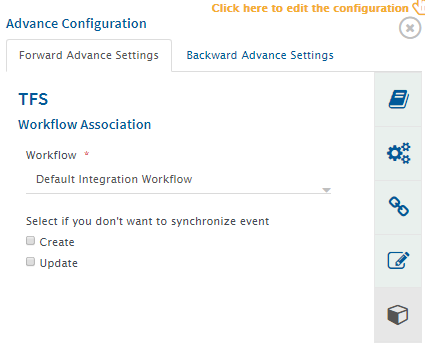 Click here to edit the configuration
Advance Configuration
Forward Advance Settings
Backward Advance Settings
TFS
Workflow Association
Workflow *
Default Integration Workflow
Select if you don't want to synchronize event
Create
Update